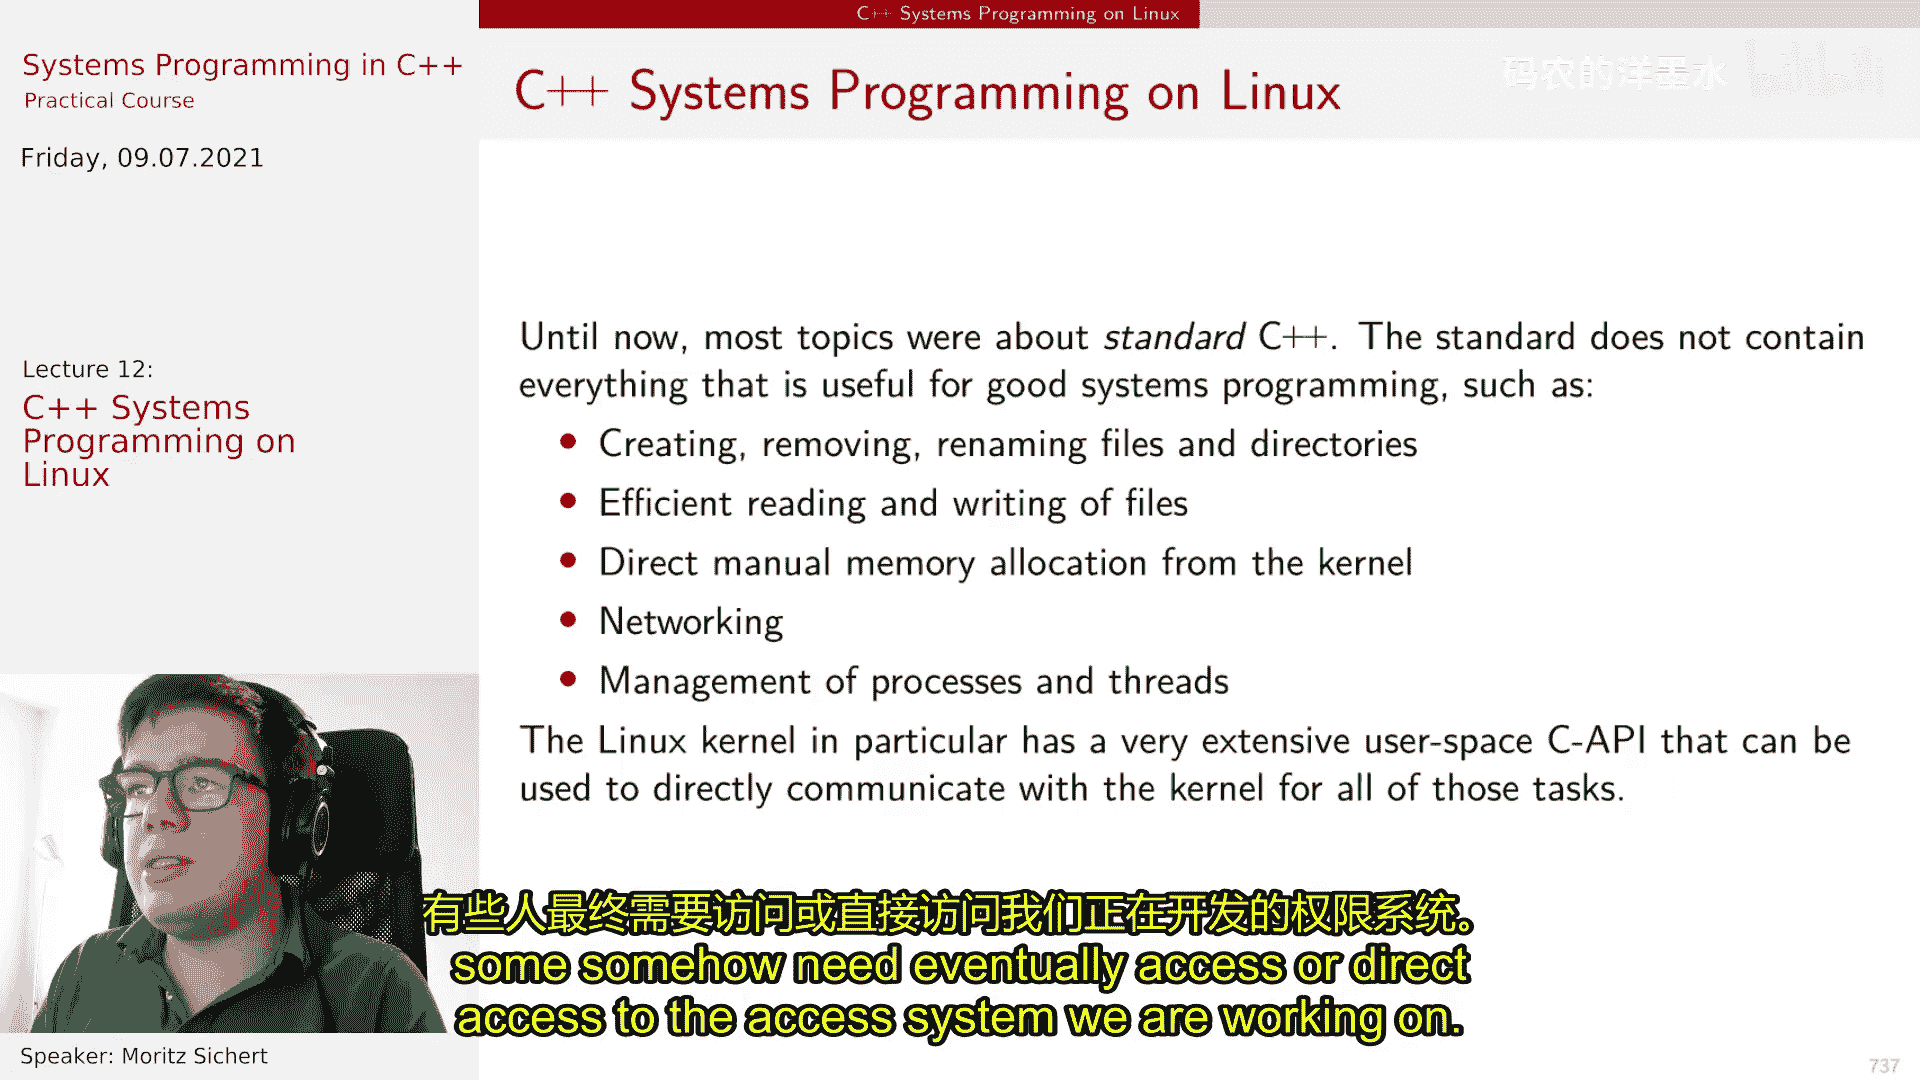 C++ Systems Programming on Linux
Systems Programming in C++
Practical Course
Friday, 09.07.2021
Lecture 12:
C++ Systems
Programming on
Linux
Speaker: Moritz Sichert
C++ Systems Programming on Linux
码农的洋墨水
Until now, most topics were about standard C++. The standard does not contain
everything that is useful for good systems programming, such as:
• Creating, removing, renaming files and directories
• Efficient reading and writing of files
• Direct manual memory allocation from the kernel
• Networking
• Management of processes and threads
The Linux kernel in particular has a very extensive user-space C-API that can be
used to directly communicate with the kernel for all of those tasks.
有些人最终需要访问或直接访问我们正在开发的权限系统。
some somehow need eventually access or direct
access to the access system we are working on.
737